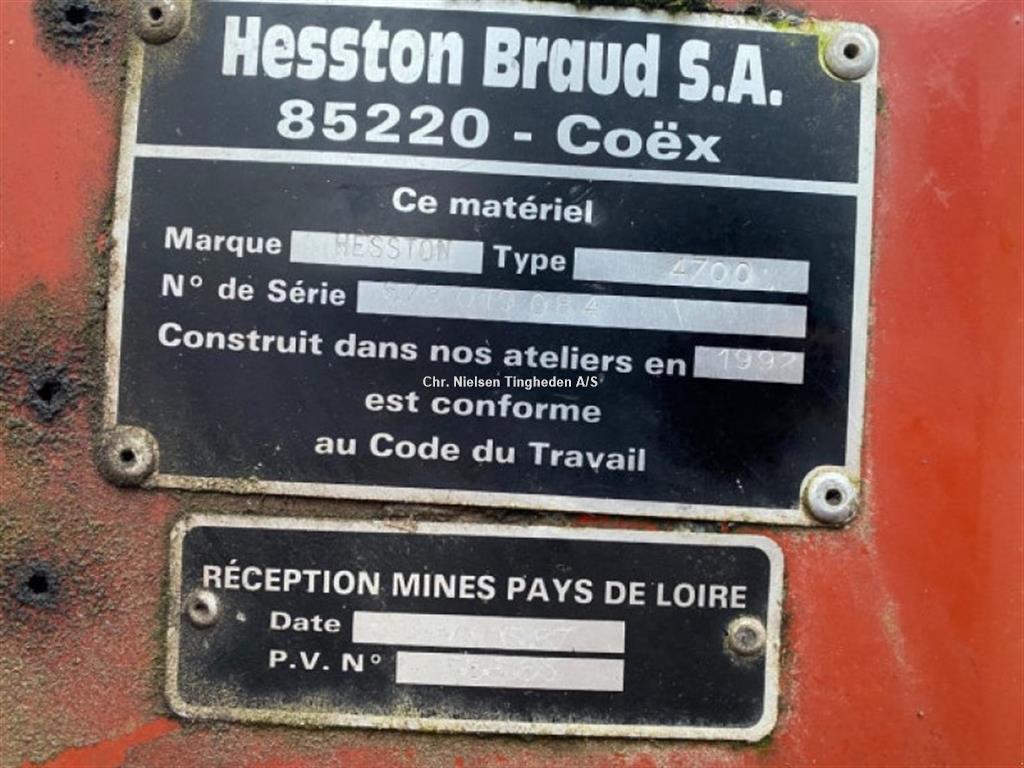 Hesston Braud S.A.
85220 - Coëx
Ce matériel
Marque HESSTON Type 4700
N° de Série
Construit dans nos ateliers en 1992
Chr. Nielsen Tingheden A/S
est conforme
au Code du Travail
RÉCEPTION MINES PAYS DE LOIRE
Date
P.V. N°